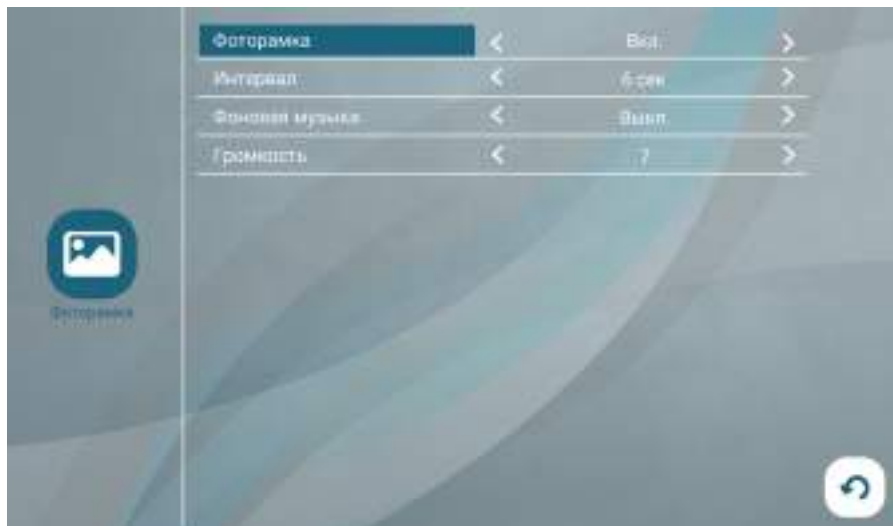 Фоторамка Вкл.
Интервал 6 сек
Фоновая музыка Выкл
Громкость 7
Фоторамка